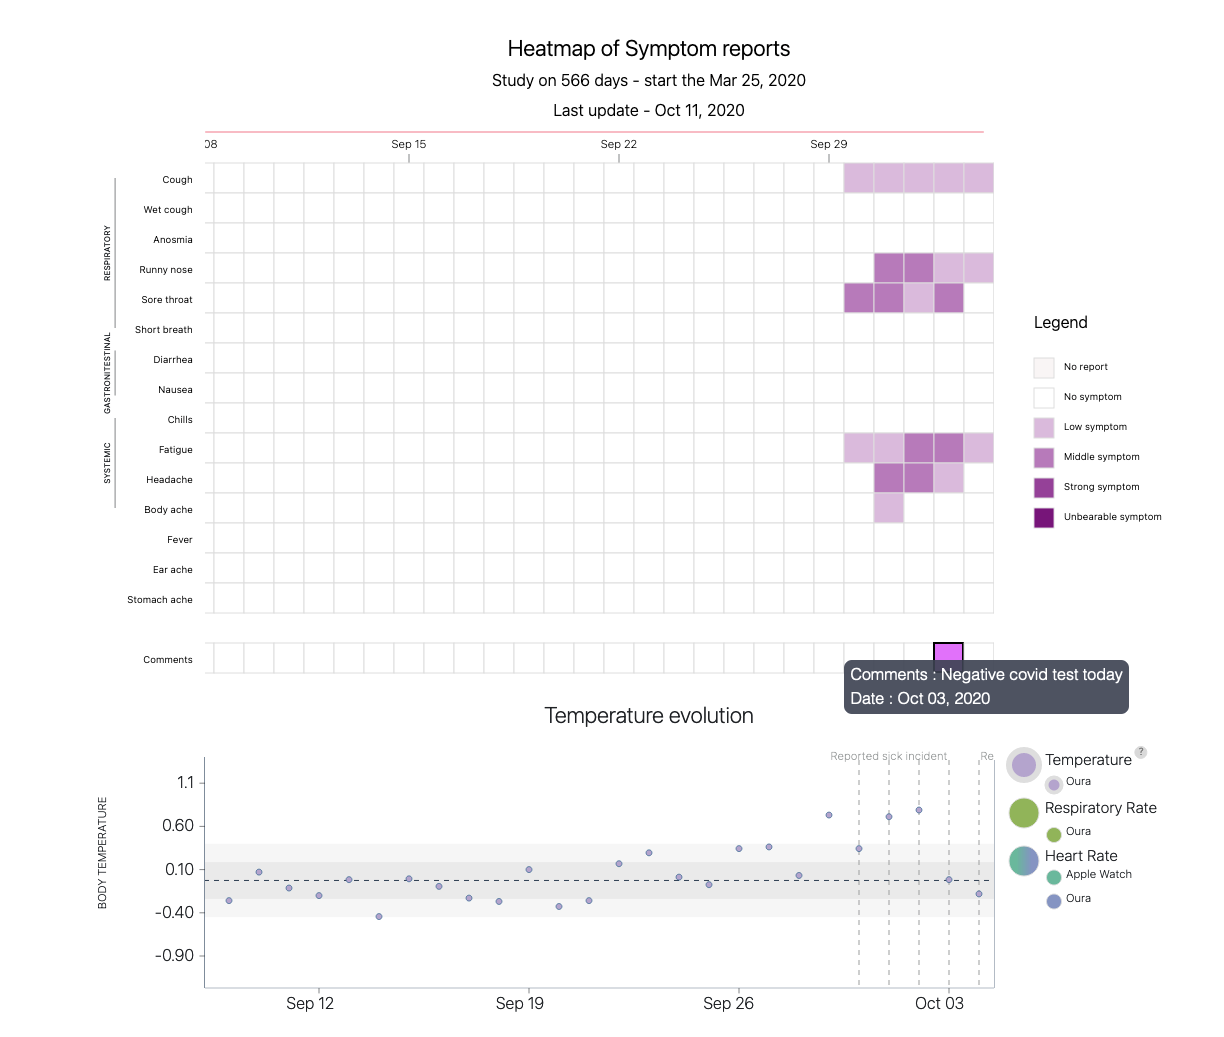 Heatmap of Symptom reports
Study on 566 days - start the Mar 25, 2020
Last update - Oct 11, 2020
08 Sep 15 Sep 22 Sep 29
RESPIRATORY
Cough
Wet cough
Anosmia
Runny nose
Sore throat
Short breath
GASTRONITESTINAL
Diarrhea
Nausea
SYSTEMIC
Chills
Fatigue
Headache
Body ache
Fever
Ear ache
Stomach ache
Legend
No report
No symptom
Low symptom
Middle symptom
Strong symptom
Unbearable symptom
Comments
Comments : Negative covid test today
Date : Oct 03, 2020
Temperature evolution
Reported sick incident Re
BODY TEMPERATURE
1.1
0.60
0.10
-0.40
-0.90
Sep 12 Sep 19 Sep 26 Oct 03
Temperature ?
Oura
Respiratory Rate
Oura
Heart Rate
Apple Watch
Oura